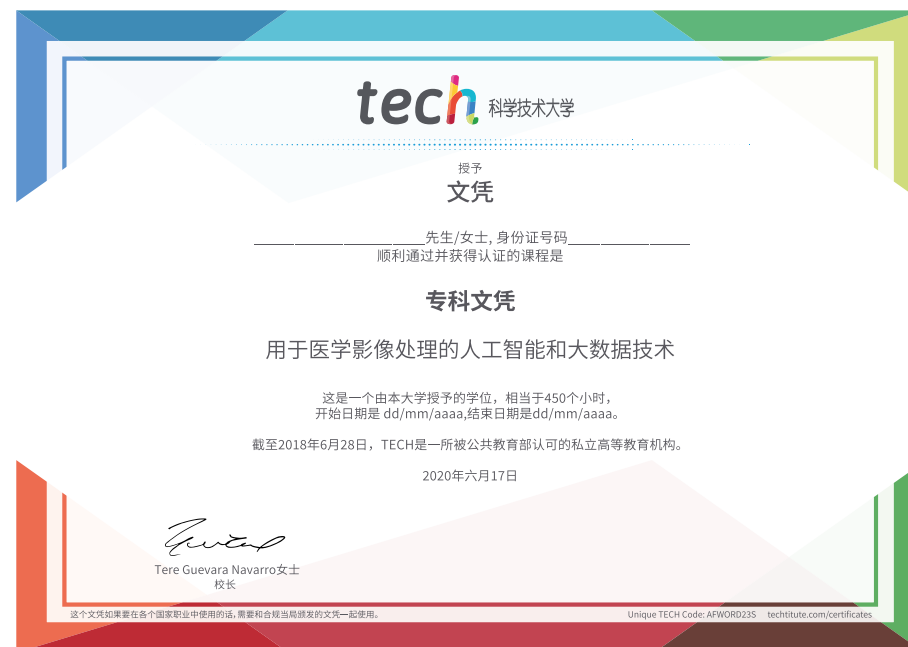 tech 科学技术大学
授予
文凭
先生/女士, 身份证号码
顺利通过并获得认证的课程是
专科文凭
用于医学影像处理的人工智能和大数据技术
这是一个由本大学授予的学位，相当于450个小时，
开始日期是 dd/mm/aaaa,结束日期是dd/mm/aaaa。
截至2018年6月28日，TECH是一所被公共教育部认可的私立高等教育机构。
2020年六月17日
Tere Guevara Navarro女士
校长
这个文凭如果要在各个国家职业中使用的话,需要和合规当局颁发的文凭一起使用。
Unique TECH Code: AFWORD23S techtitute.com/certificates